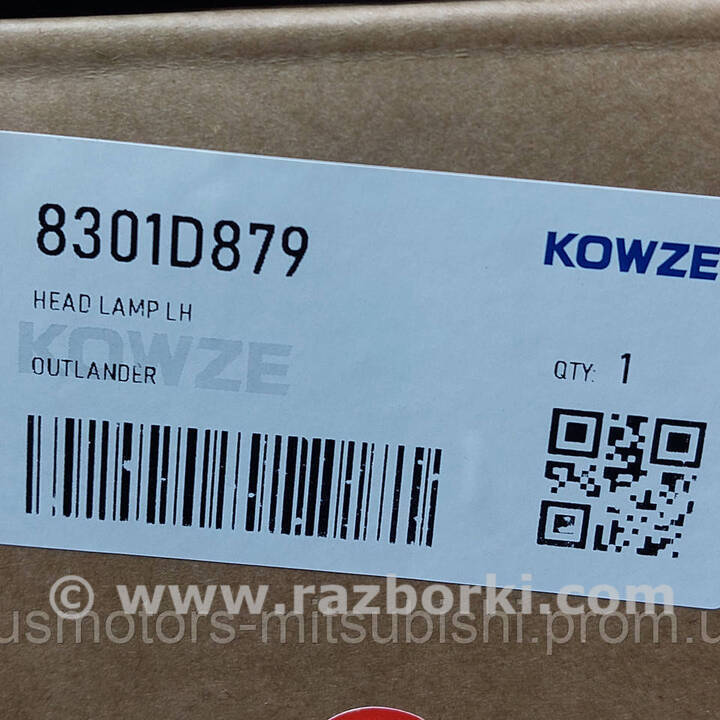 8301D879
KOWZE
HEAD LAMP LH
KOWZE
OUTLANDER
QTY: 1
© www.razborki.com
usmotors-mitsubishi.prom.u